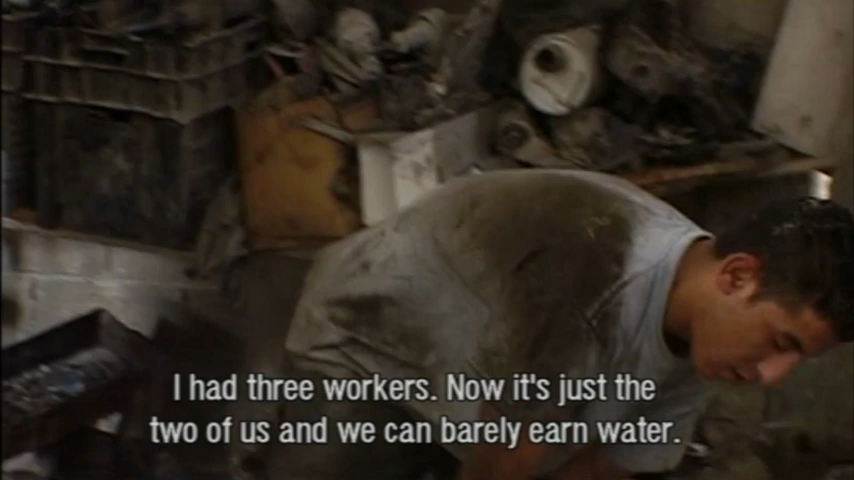 I had three workers. Now it's just the
two of us and we can barely earn water.